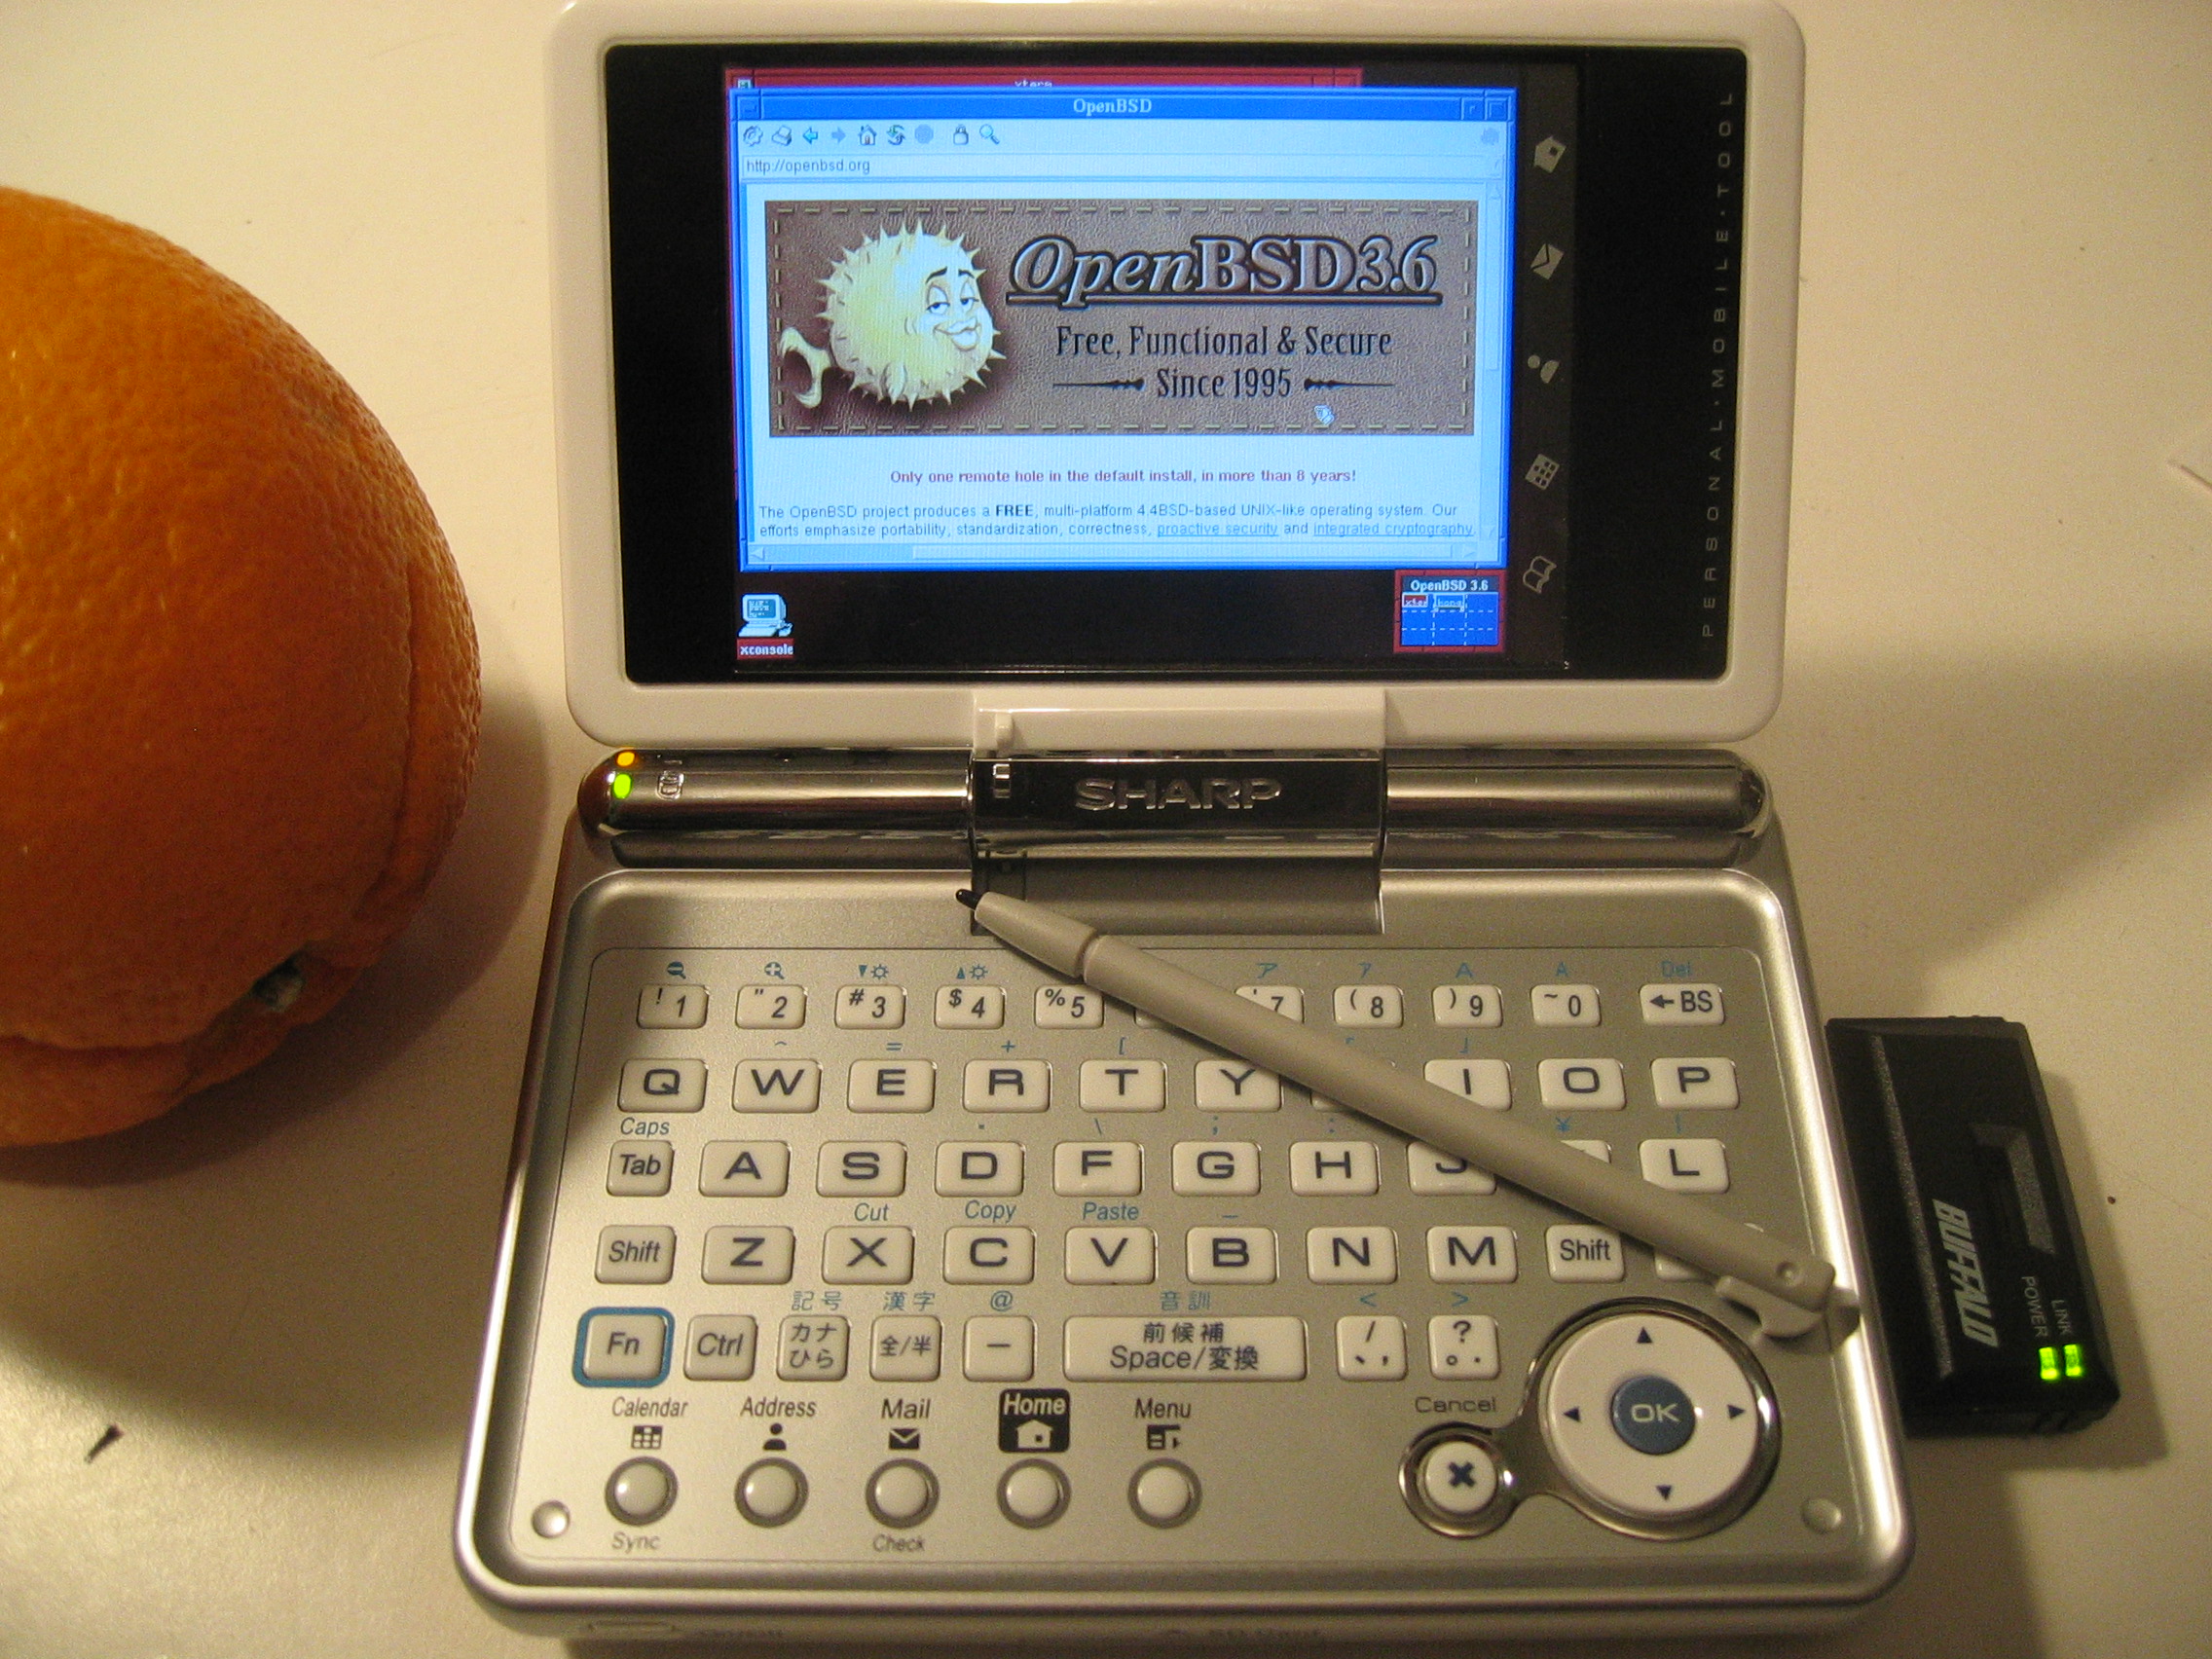 xterm
OpenBSD
http://openbsd.org
OpenBSD 3.6
Free, Functional & Secure
Since 1995
Only one remote hole in the default install, in more than 8 years!
The OpenBSD project produces a FREE, multi-platform 4.4BSD-based UNIX-like operating system. Our
efforts emphasize portability, standardization, correctness, proactive security and integrated cryptography.
OpenBSD 3.6
xconsole
PERSONAL·MOBILE·TOOL
SHARP
ア ァ A A Del
! 1 " 2 # 3 $ 4 % 5 ' 7 ( 8 ) 9 ~ 0 ←BS
^ = + [ 「 」
Q W E R T Y I O P
Caps \ ; : ¥ |
Tab A S D F G H J L
Cut Copy Paste _
Shift Z X C V B N M Shift
記号 漢字 @ 音訓 < >
Fn Ctrl カナ ひら 全/半 − 前候補 Space/変換 / 、, ? 。.
Calendar Address Mail Home Menu Cancel
OK
Sync Check
BUFFALO
POWER
LINK